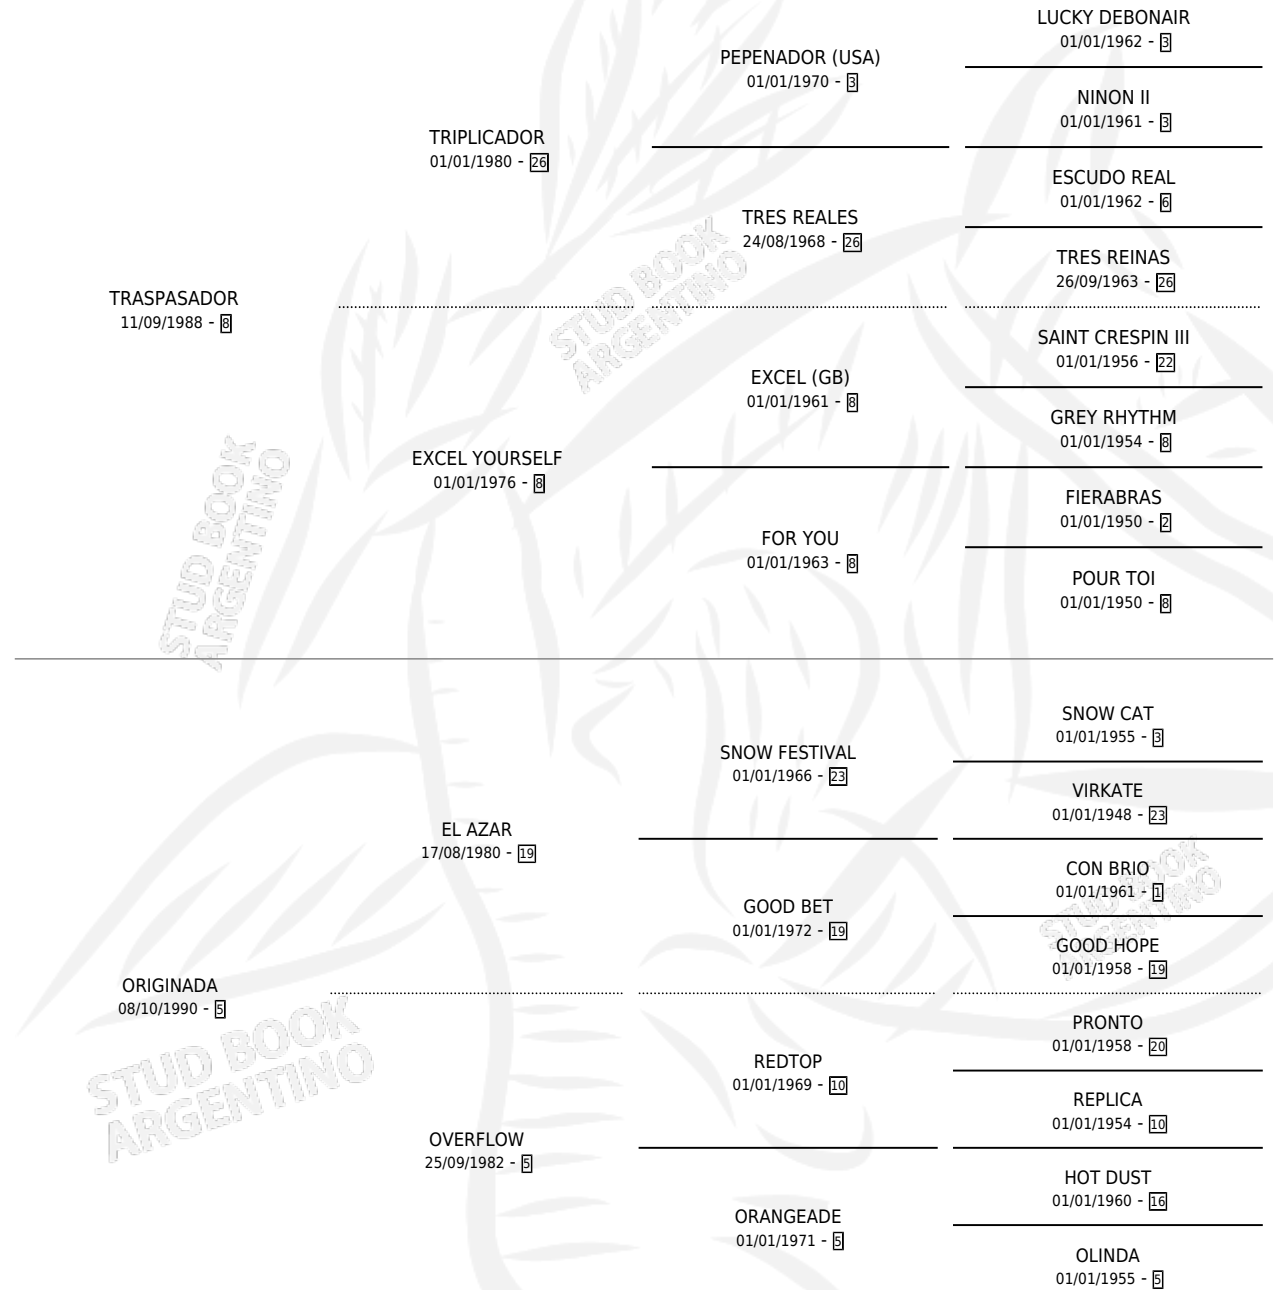 LUCKY DEBONAIR
01/01/1962 - 3
PEPENADOR (USA)
01/01/1970 - 3
NINON II
01/01/1961 - 3
TRIPLICADOR
01/01/1980 - 26
ESCUDO REAL
01/01/1962 - 6
TRES REALES
24/08/1968 - 26
TRES REINAS
26/09/1963 - 26
TRASPASADOR
11/09/1988 - 8
STUD BOOK
ARGENTINO
SAINT CRESPIN III
01/01/1956 - 22
EXCEL (GB)
01/01/1961 - 8
GREY RHYTHM
01/01/1954 - 8
EXCEL YOURSELF
01/01/1976 - 8
FIERABRAS
01/01/1950 - 2
FOR YOU
01/01/1963 - 8
POUR TOI
01/01/1950 - 8
STUD BOOK
ARGENTINO
SNOW CAT
01/01/1955 - 3
SNOW FESTIVAL
01/01/1966 - 23
VIRKATE
01/01/1948 - 23
EL AZAR
17/08/1980 - 19
CON BRIO
01/01/1961 - 1
GOOD BET
01/01/1972 - 19
STUD BOOK
ARGENTINO
GOOD HOPE
01/01/1958 - 19
ORIGINADA
08/10/1990 - 5
PRONTO
01/01/1958 - 20
REDTOP
01/01/1969 - 10
REPLICA
01/01/1954 - 10
STUD BOOK
ARGENTINO
OVERFLOW
25/09/1982 - 5
HOT DUST
01/01/1960 - 16
ORANGEADE
01/01/1971 - 5
OLINDA
01/01/1955 - 5